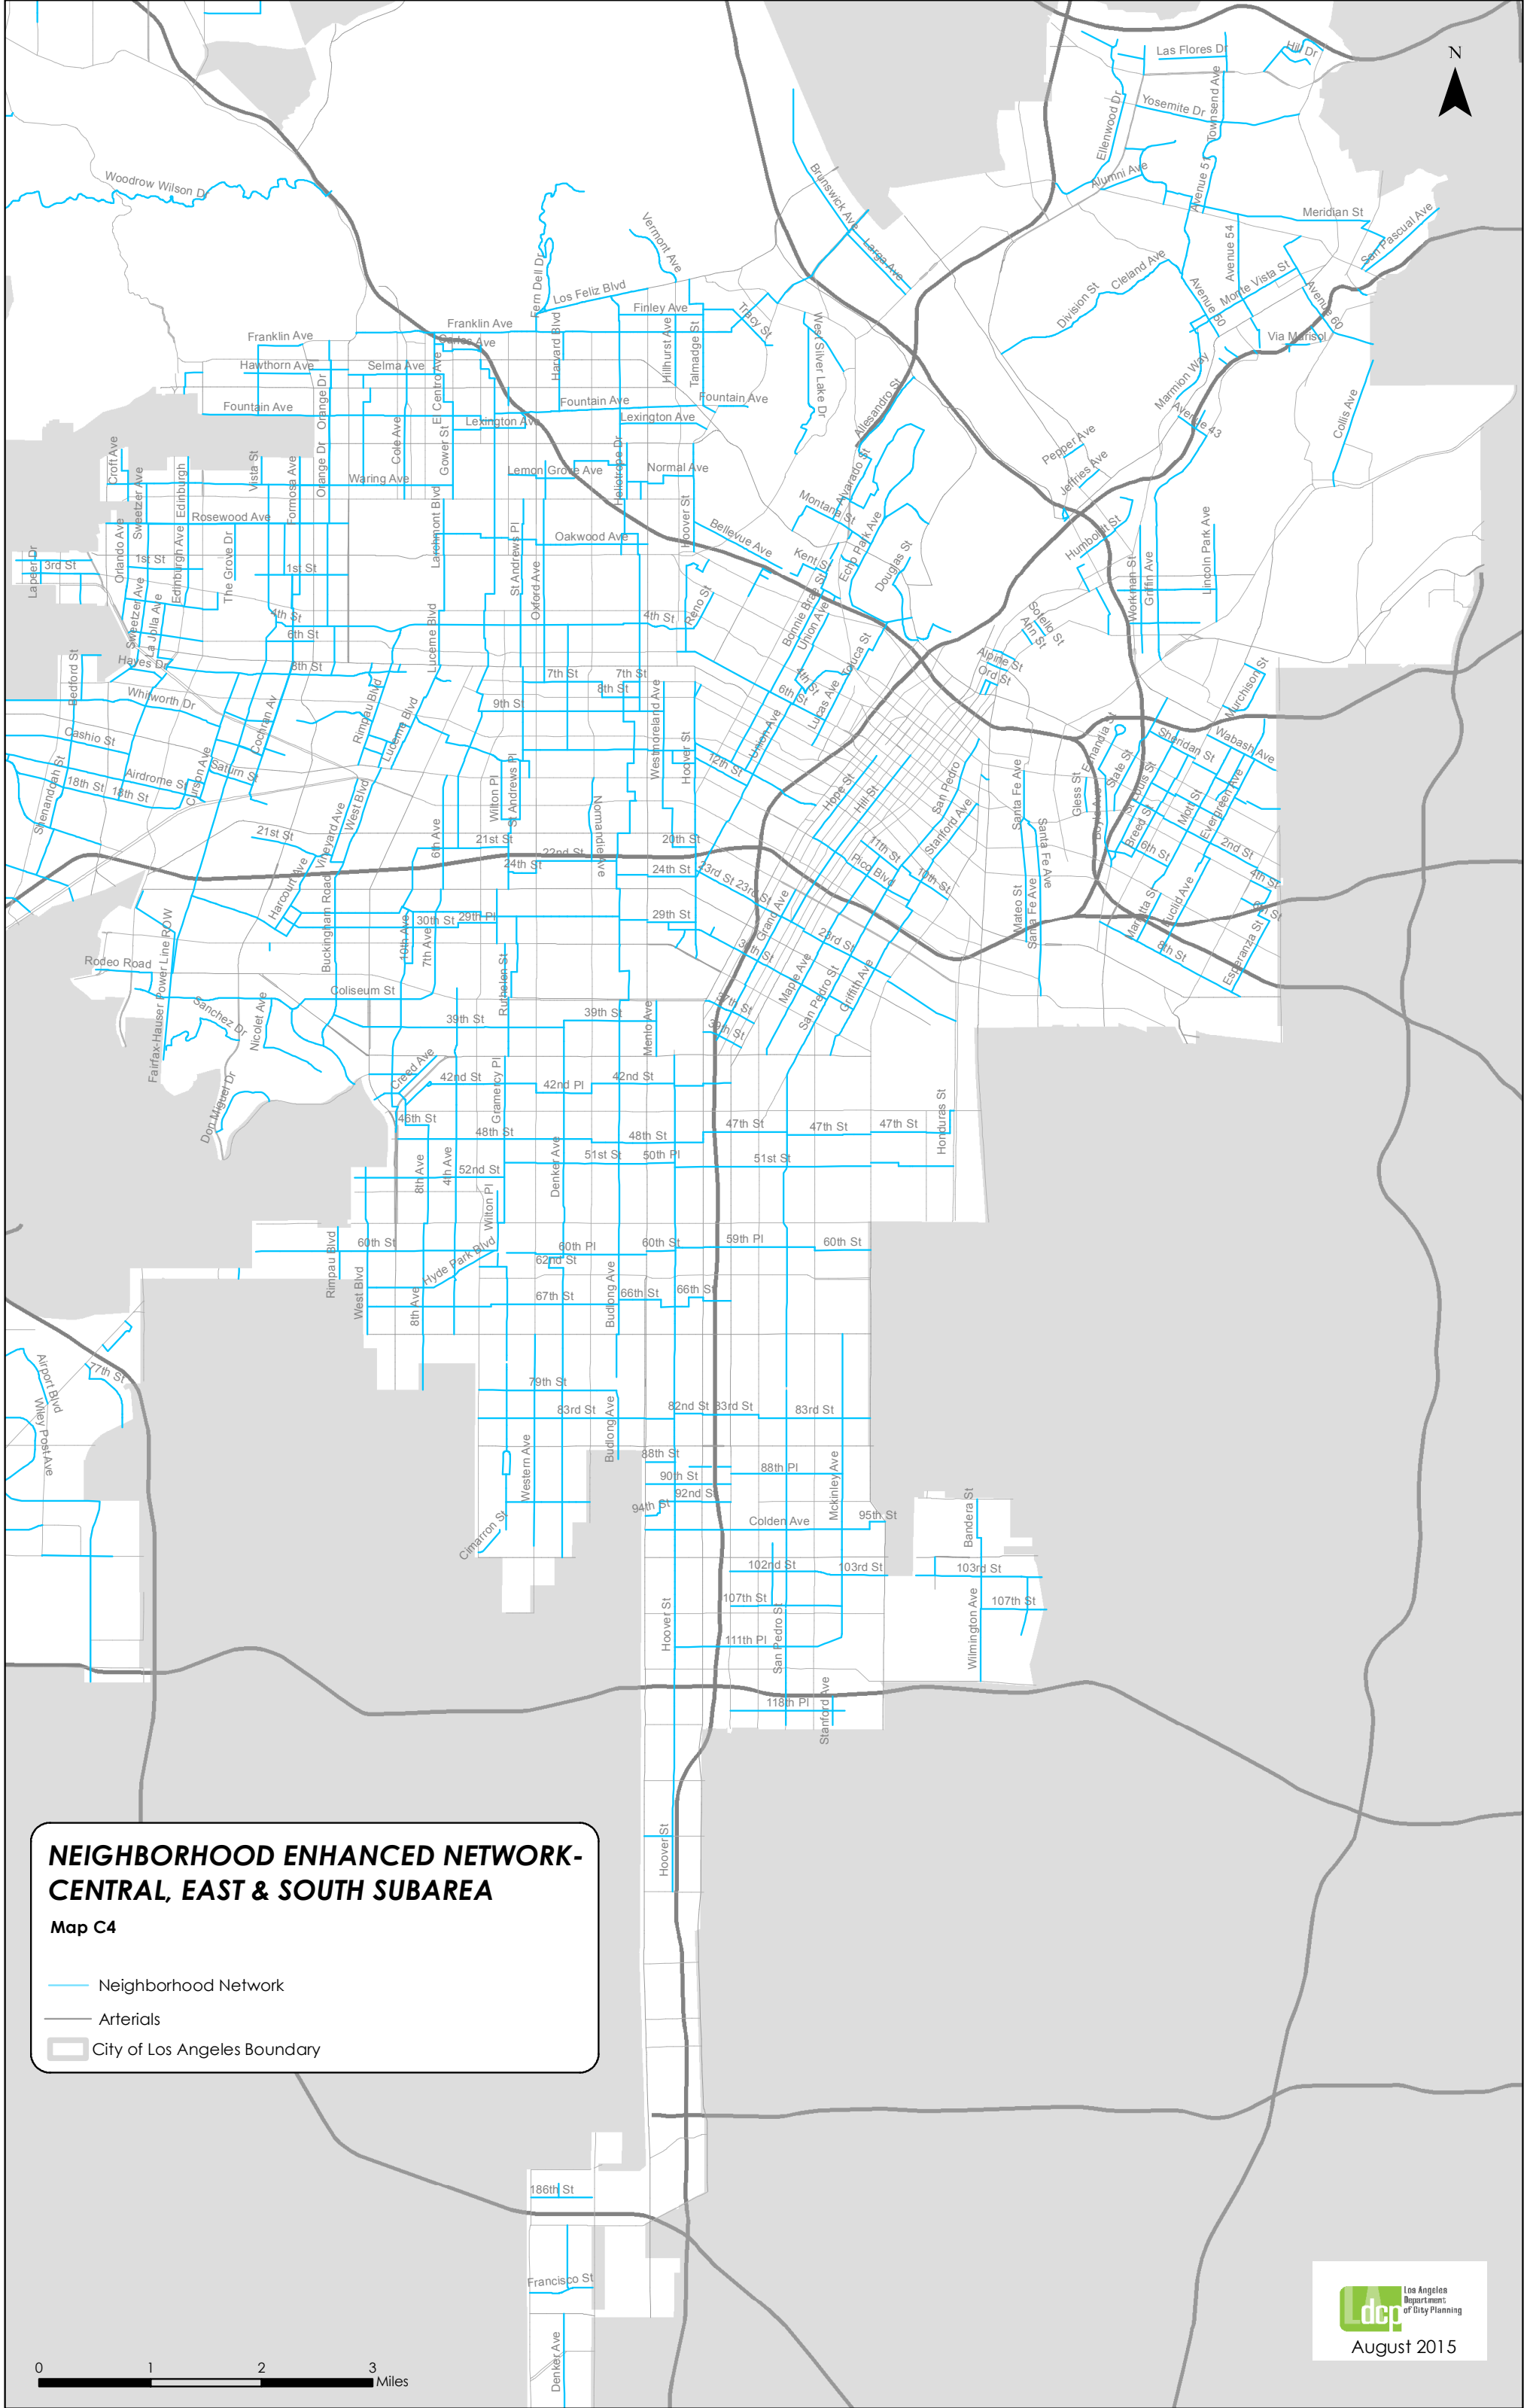 Las Flores Dr
Hill Dr
N
Yosemite Dr
Townsend Ave
Ellenwood Dr
Alumni Ave
Avenue 51
Woodrow Wilson Dr
Brunswick Ave
Larga Ave
Meridian St
San Pascual Ave
Vermont Ave
Avenue 54
Cleland Ave
Monte Vista St
Division St
Avenue 50
Avenue 60
Fern Dell Dr
Los Feliz Blvd
Finley Ave
Tracy St
Franklin Ave
Franklin Ave
Carlos Ave
Harvard Blvd
Hillhurst Ave
Talmadge St
West Silver Lake Dr
Via Marisol
Marmion Way
Hawthorn Ave
Selma Ave
El Centro Ave
Orange Dr
Fountain Ave
Fountain Ave
Fountain Ave
Lexington Ave
Lexington Ave
Allesandro St
Avenue 43
Collis Ave
Cole Ave
Gower St
Pepper Ave
Jeffries Ave
Croft Ave
Sweetzer Ave
Edinburgh
Vista St
Formosa Ave
Orange Dr
Waring Ave
Lemon Grove Ave
Heliotrope Dr
Normal Ave
Alvarado St
Montana St
Rosewood Ave
Larchmont Blvd
St Andrews Pl
Oakwood Ave
Hoover St
Bellevue Ave
Echo Park Ave
Kent St
Douglas St
Humboldt St
Workman St
Griffin Ave
Lincoln Park Ave
Lapeer Dr
3rd St
Orlando Ave
1st St
Edinburgh Ave
The Grove Dr
1st St
Oxford Ave
Reno St
Bonnie Brae St
Union Ave
Sweetzer Ave
La Jolla Ave
4th St
6th St
4th St
Lucerne Blvd
Toluca St
Sotello St
Ann St
Alpine St
Ord St
Bedford St
Hayes Dr
8th St
7th St
7th St
8th St
9th St
4th St
6th St
Lucas Ave
Murchison St
Whitworth Dr
Rimpau Blvd
Lucerne Blvd
Cochran Av
Westmoreland Ave
Hoover St
Union Ave
12th St
Cashio St
Shenandoah St
18th St
Airdrome St
18th St
Curson Ave
Saturn St
West Blvd
Wilton Pl
St Andrews Pl
Normandie Ave
Hope St
Hill St
San Pedro
Stanford Ave
Santa Fe Ave
Gless St
State St
St Louis St
Sheridan St
Wabash Ave
Boyle Ave
Breed St
Mott St
Evergreen Ave
6th St
2nd St
4th St
21st St
Vineyard Ave
6th Ave
21st St
22nd St
24th St
20th St
24th St
23rd St
23rd St
11th St
Pico Blvd
10th St
Santa Fe Ave
Harcourt Ave
Buckingham Road
10th Ave
30th St
29th Pl
7th Ave
29th St
Grand Ave
23rd St
Mateo St
Santa Fe Ave
Euclid Ave
8th St
Esperanza St
Rodeo Road
Fairfax-Hauser Power Line ROW
Coliseum St
Ruthelen St
Maple Ave
San Pedro St
Griffith Ave
Sanchez Dr
Nicolet Ave
39th St
39th St
Menlo Ave
37th St
39th St
Don Miguel Dr
Creed Ave
42nd St
42nd Pl
42nd St
Gramercy Pl
46th St
48th St
48th St
47th St
47th St
47th St
Honduras St
8th Ave
4th Ave
52nd St
Denker Ave
51st St
50th Pl
51st St
Wilton Pl
Rimpau Blvd
60th St
Hyde Park Blvd
60th Pl
62nd St
60th St
59th Pl
60th St
West Blvd
8th Ave
67th St
Budlong Ave
66th St
66th St
Airport Blvd
Wiley Post Ave
77th St
79th St
83rd St
Budlong Ave
82nd St
83rd St
83rd St
Western Ave
Cimarron St
88th St
90th St
92nd St
94th St
88th Pl
Mckinley Ave
Colden Ave
95th St
Bandera St
102nd St
103rd St
103rd St
107th St
107th St
Hoover St
111th Pl
San Pedro St
Wilmington Ave
118th Pl
Stanford Ave
Hoover St
NEIGHBORHOOD ENHANCED NETWORK-
CENTRAL, EAST & SOUTH SUBAREA
Map C4
Neighborhood Network
Arterials
City of Los Angeles Boundary
186th St
Francisco St
Denker Ave
0 1 2 3
Miles
LA
dcp
Los Angeles
Department
of City Planning
August 2015